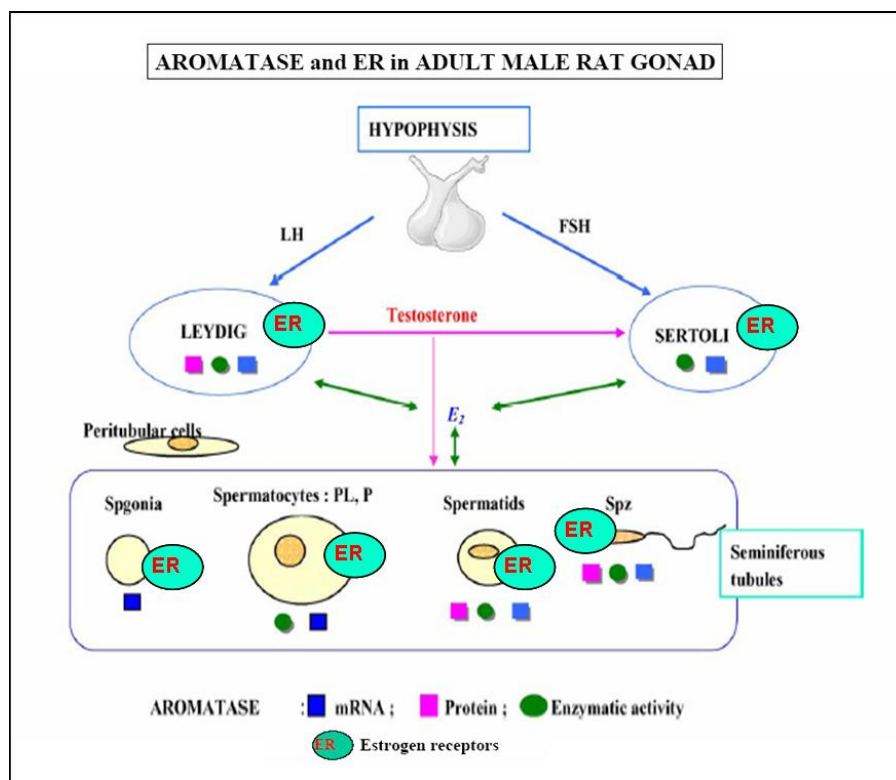 AROMATASE and ER in ADULT MALE RAT GONAD
HYPOPHYSIS
LH
FSH
LEYDIG
ER
Testosterone
SERTOLI
ER
E2
Peritubular cells
Spgonia
Spermatocytes : PL, P
Spermatids
Spz
ER
ER
ER
ER
Seminiferous
tubules
AROMATASE : mRNA ; Protein ; Enzymatic activity
ER Estrogen receptors